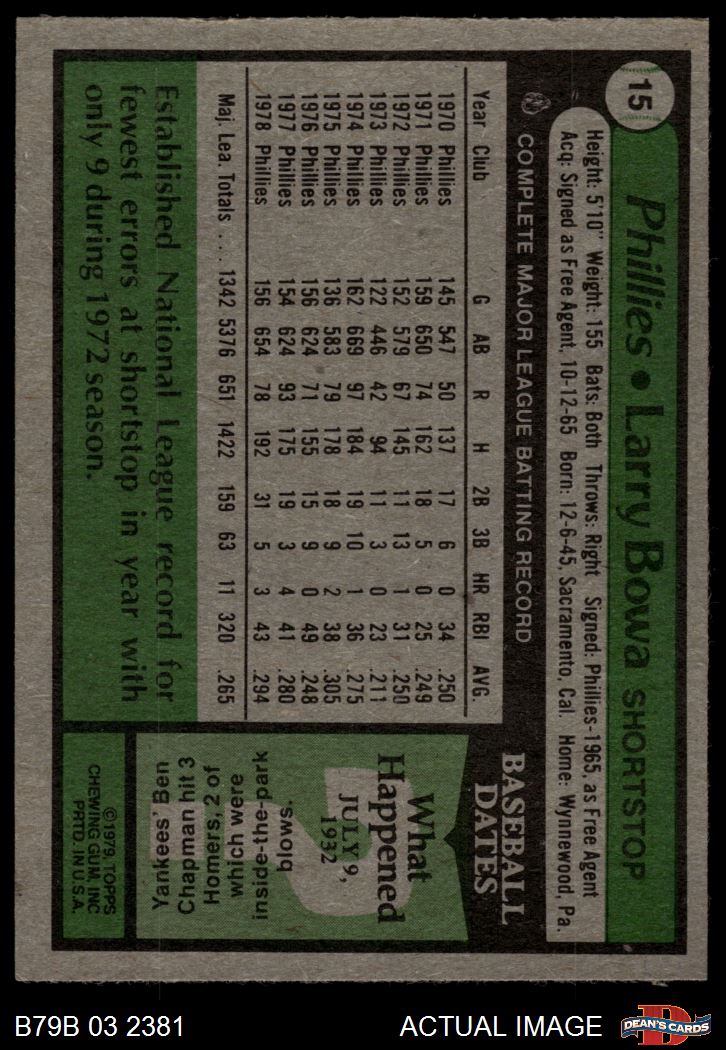 15
Phillies • Larry Bowa SHORTSTOP
Height: 5'10" Weight: 155 Bats: Both Throws: Right Signed: Phillies-1965, as Free Agent
Acq: Signed as Free Agent, 10-12-65 Born: 12-6-45, Sacramento, Cal. Home: Wynnewood, Pa.
COMPLETE MAJOR LEAGUE BATTING RECORD
Year Club G AB R H 2B 3B HR RBI AVG.
1970 Phillies 145 547 50 137 17 6 0 34 .250
1971 Phillies 159 650 74 162 18 5 0 25 .249
1972 Phillies 152 579 67 145 11 13 1 31 .250
1973 Phillies 122 446 42 94 11 3 0 23 .211
1974 Phillies 162 669 97 184 19 10 1 36 .275
1975 Phillies 136 583 79 178 18 9 2 38 .305
1976 Phillies 156 624 71 155 15 9 0 49 .248
1977 Phillies 154 624 93 175 19 3 4 41 .280
1978 Phillies 156 654 78 192 31 5 3 43 .294
Maj. Lea. Totals . . . 1342 5376 651 1422 159 63 11 320 .265
Established National League record for
fewest errors at shortstop in year with
only 9 during 1972 season.
BASEBALL
DATES
What
Happened
JULY 9,
1932
Yankees' Ben
Chapman hit 3
Homers, 2 of
which were
inside-the-park
blows.
©1979, TOPPS
CHEWING GUM, INC
PRTD. IN U.S.A.
B79B 03 2381
ACTUAL IMAGE
DEAN'S CARDS